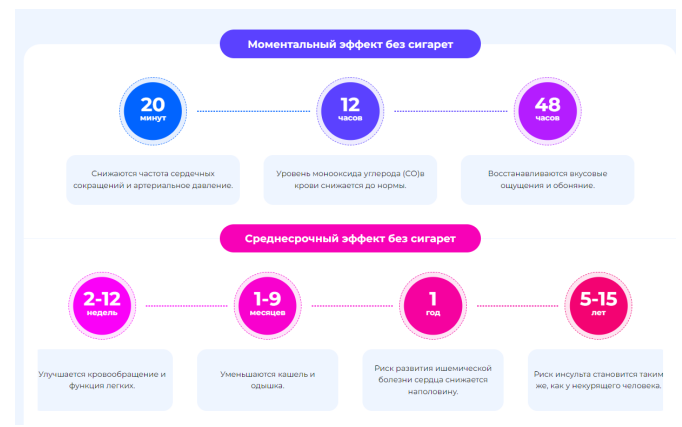 Моментальный эффект без сигарет
20
минут
12
часов
48
часов
Снижаются частота сердечных
сокращений и артериальное давление.
Уровень монооксида углерода (CO)в
крови снижается до нормы.
Восстанавливаются вкусовые
ощущения и обоняние.
Среднесрочный эффект без сигарет
2-12
недель
1-9
месяцев
1
год
5-15
лет
Улучшается кровообращение и
функция легких.
Уменьшаются кашель и
одышка.
Риск развития ишемической
болезни сердца снижается
наполовину.
Риск инсульта становится таким
же, как у некурящего человека.